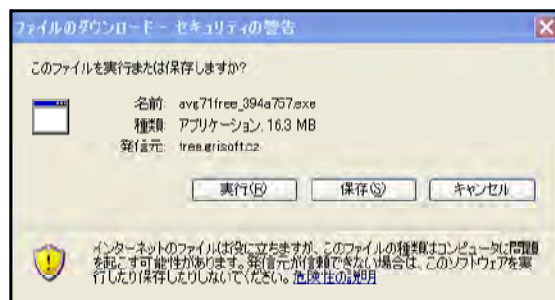 ファイルのダウンロード - セキュリティの警告
このファイルを実行または保存しますか?
名前: avg71free_394a757.exe
種類: アプリケーション, 16.3 MB
発信元: free.grisoft.cz
実行(R)
保存(S)
キャンセル
インターネットのファイルは役に立ちますが、このファイルの種類はコンピュータに問題
を起こす可能性があります。発信元が信頼できない場合は、このソフトウェアを実
行したり保存したりしないでください。危険性の説明